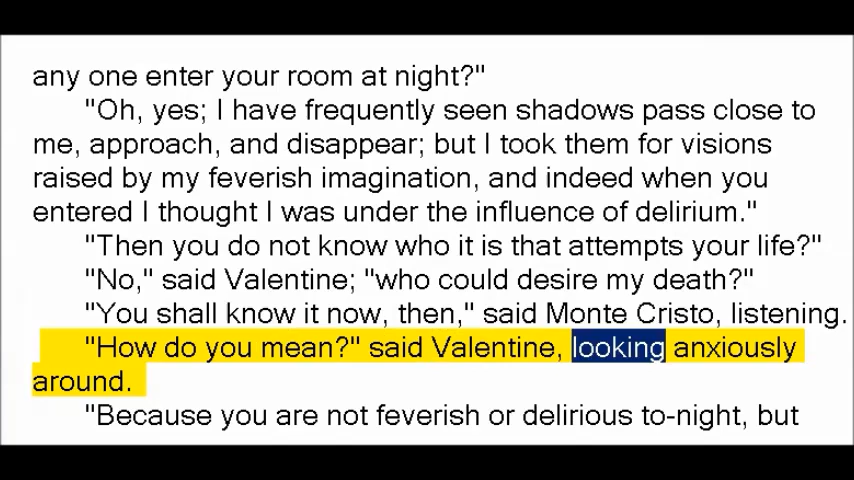 any one enter your room at night?"
"Oh, yes; I have frequently seen shadows pass close to
me, approach, and disappear; but I took them for visions
raised by my feverish imagination, and indeed when you
entered I thought I was under the influence of delirium."
"Then you do not know who it is that attempts your life?"
"No," said Valentine; "who could desire my death?"
"You shall know it now, then," said Monte Cristo, listening.
"How do you mean?" said Valentine, looking anxiously
around.
"Because you are not feverish or delirious to-night, but